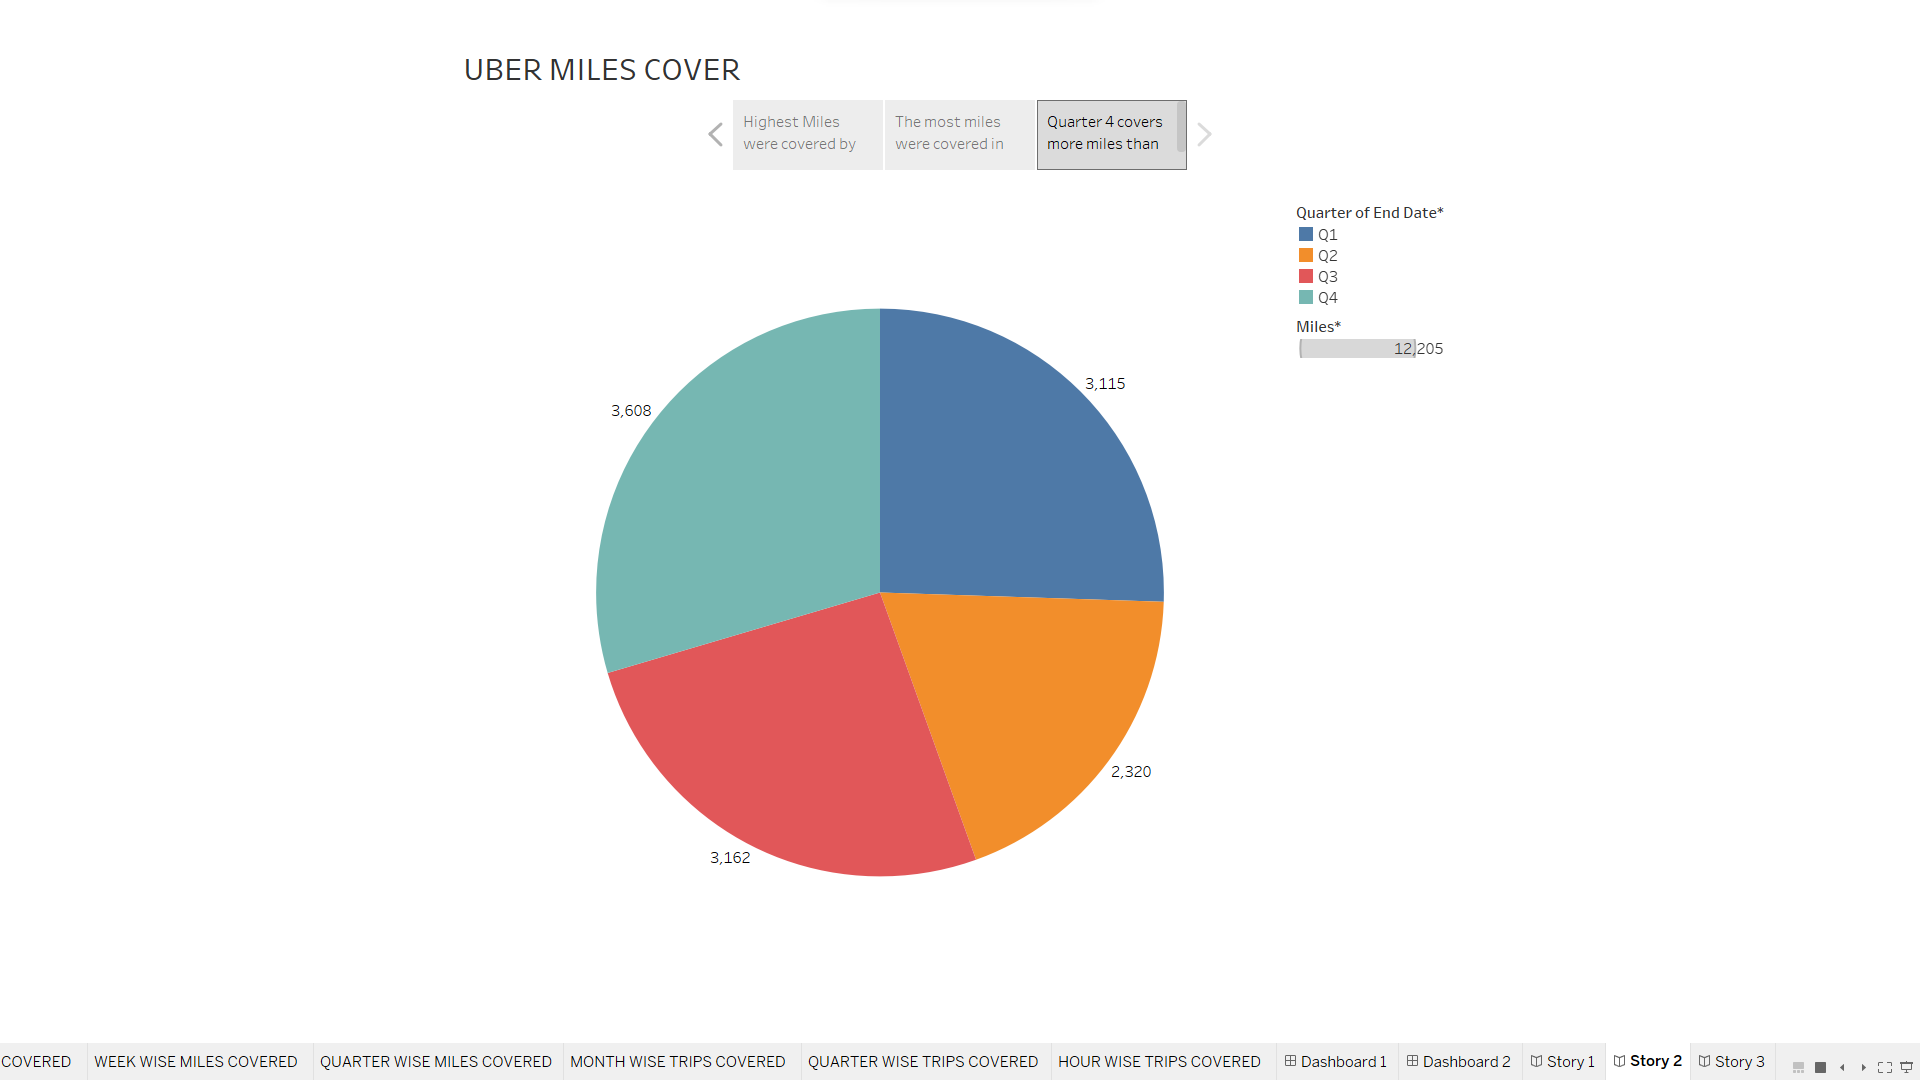 UBER MILES COVER
Highest Miles
were covered by
The most miles
were covered in
Quarter 4 covers
more miles than
Quarter of End Date*
Q1
Q2
Q3
Q4
Miles*
12,205
3,115
3,608
2,320
3,162
COVERED
WEEK WISE MILES COVERED
QUARTER WISE MILES COVERED
MONTH WISE TRIPS COVERED
QUARTER WISE TRIPS COVERED
HOUR WISE TRIPS COVERED
Dashboard 1
Dashboard 2
Story 1
Story 2
Story 3